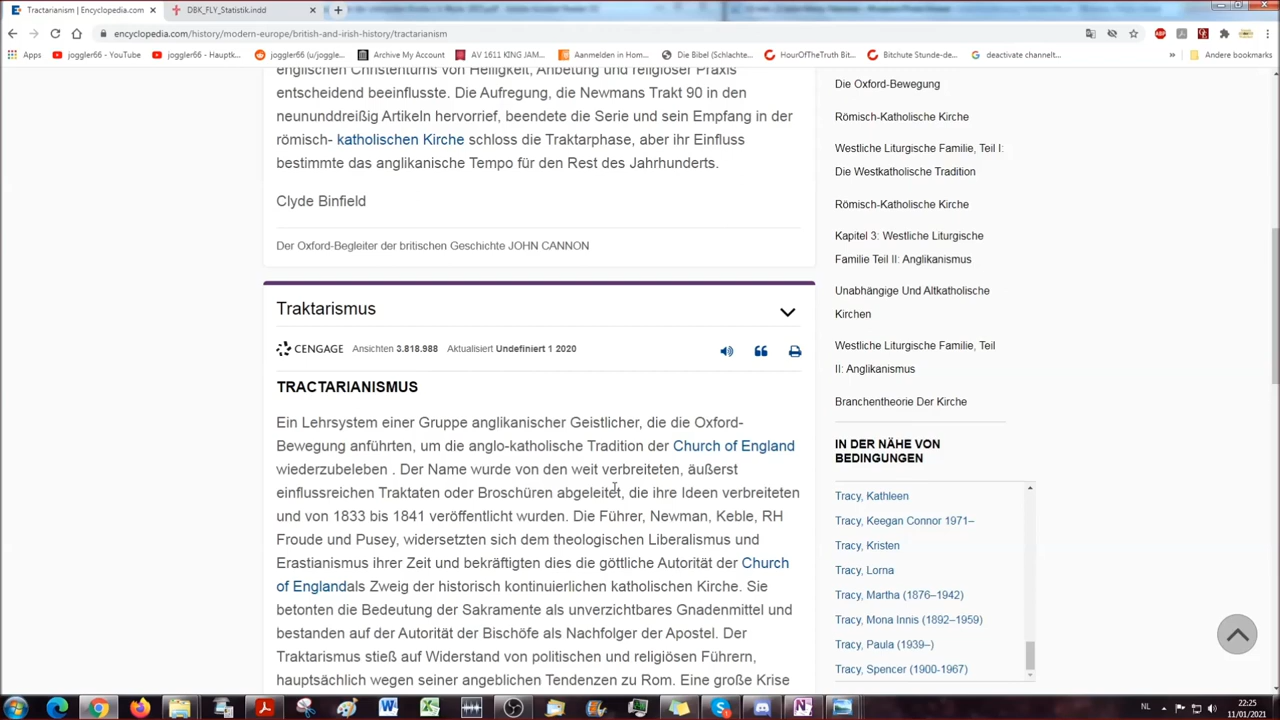 Tractarianism | Encyclopedia.com
DBK_FLY_Statistik.indd
encyclopedia.com/history/modern-europe/british-and-irish-history/tractarianism
Apps
joggler66 - YouTube
joggler66 - Home
joggler66 (u/joggle...
Archive My Account
AV 1611 KING JAM...
Aanmelden in Hom...
Die Bibel (Schlachte...
HourOfTheTruth Bit...
Bitchute Stunde-de...
deactivate channelt...
Andere bookmarks
englischen Christentums von Heiligkeit, Anbetung und religiöser Praxis
entscheidend beeinflusste. Die Aufregung, die Newmans Trakt 90 in den
neununddreißig Artikeln hervorrief, beendete die Serie und sein Empfang in der
römisch- katholischen Kirche schloss die Traktarphase, aber ihr Einfluss
bestimmte das anglikanische Tempo für den Rest des Jahrhunderts.
Clyde Binfield
Der Oxford-Begleiter der britischen Geschichte JOHN CANNON
Traktarismus
CENGAGE Ansichten 3.818.988 Aktualisiert Undefiniert 1 2020
TRACTARIANISMUS
Ein Lehrsystem einer Gruppe anglikanischer Geistlicher, die die Oxford-
Bewegung anführten, um die anglo-katholische Tradition der Church of England
wiederzubeleben . Der Name wurde von den weit verbreiteten, äußerst
einflussreichen Traktaten oder Broschüren abgeleitet, die ihre Ideen verbreiteten
und von 1833 bis 1841 veröffentlicht wurden. Die Führer, Newman, Keble, RH
Froude und Pusey, widersetzten sich dem theologischen Liberalismus und
Erastianismus ihrer Zeit und bekräftigten dies die göttliche Autorität der Church
of Englandals Zweig der historisch kontinuierlichen katholischen Kirche. Sie
betonten die Bedeutung der Sakramente als unverzichtbares Gnadenmittel und
bestanden auf der Autorität der Bischöfe als Nachfolger der Apostel. Der
Traktarismus stieß auf Widerstand von politischen und religiösen Führern,
hauptsächlich wegen seiner angeblichen Tendenzen zu Rom. Eine große Krise
Die Oxford-Bewegung
Römisch-Katholische Kirche
Westliche Liturgische Familie, Teil I:
Die Westkatholische Tradition
Römisch-Katholische Kirche
Kapitel 3: Westliche Liturgische
Familie Teil II: Anglikanismus
Unabhängige Und Altkatholische
Kirchen
Westliche Liturgische Familie, Teil
II: Anglikanismus
Branchentheorie Der Kirche
IN DER NÄHE VON
BEDINGUNGEN
Tracy, Kathleen
Tracy, Keegan Connor 1971–
Tracy, Kristen
Tracy, Lorna
Tracy, Martha (1876–1942)
Tracy, Mona Innis (1892–1959)
Tracy, Paula (1939–)
Tracy, Spencer (1900-1967)
NL
22:25
11/01/2021